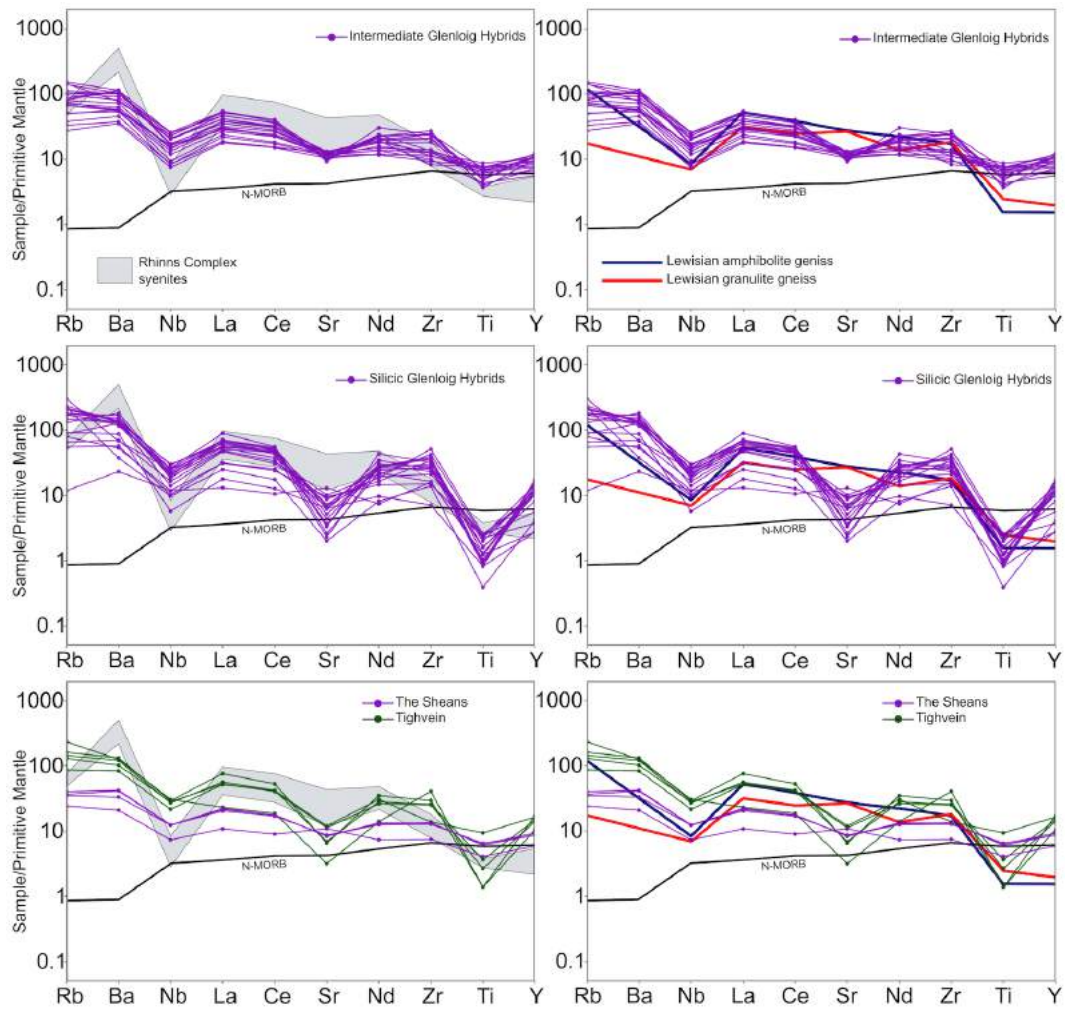 1000
Intermediate Glenloig Hybrids
100
10
1
0.1
Sample/Primitive Mantle
N-MORB
Rhinns Complex
syenites
Rb Ba Nb La Ce Sr Nd Zr Ti Y
1000
Intermediate Glenloig Hybrids
100
10
1
0.1
N-MORB
Lewisian amphibolite geniss
Lewisian granulite gneiss
Rb Ba Nb La Ce Sr Nd Zr Ti Y
1000
Silicic Glenloig Hybrids
100
10
1
0.1
Sample/Primitive Mantle
N-MORB
Rb Ba Nb La Ce Sr Nd Zr Ti Y
1000
Silicic Glenloig Hybrids
100
10
1
0.1
N-MORB
Rb Ba Nb La Ce Sr Nd Zr Ti Y
1000
The Sheans
Tighvein
100
10
1
0.1
Sample/Primitive Mantle
N-MORB
Rb Ba Nb La Ce Sr Nd Zr Ti Y
1000
The Sheans
Tighvein
100
10
1
0.1
N-MORB
Rb Ba Nb La Ce Sr Nd Zr Ti Y